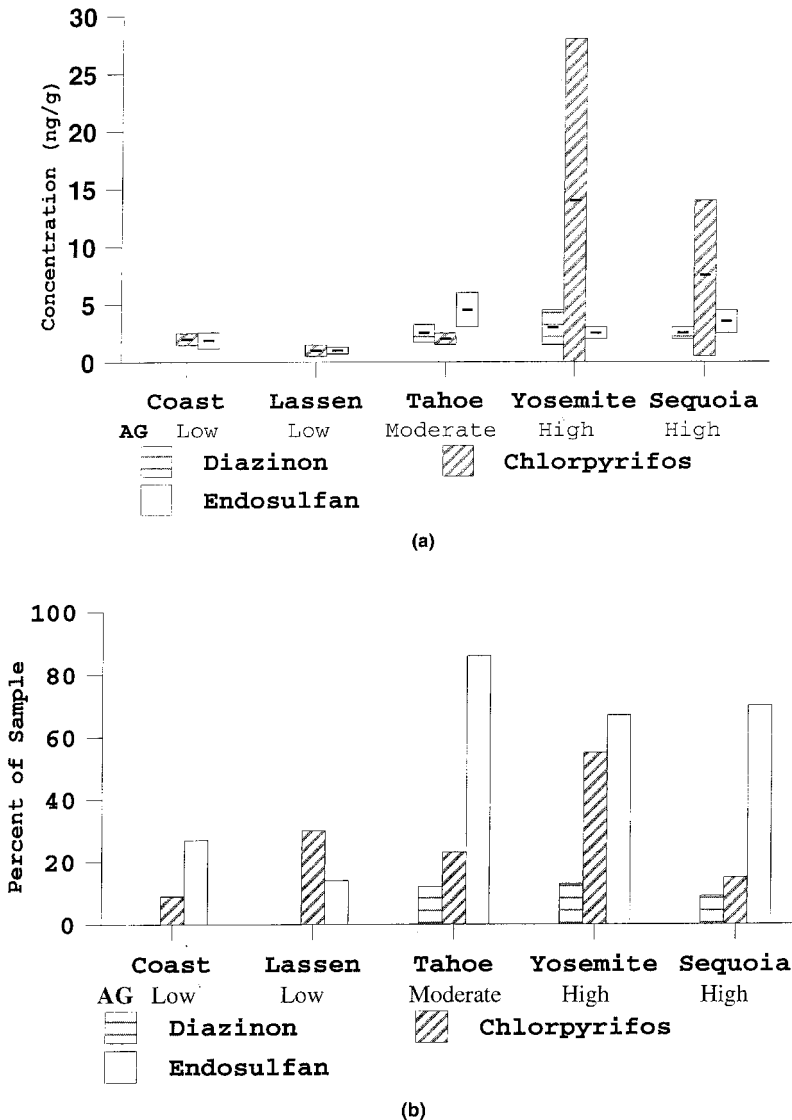 30
25
20
15
10
5
0
Concentration (ng/g)
Coast Lassen Tahoe Yosemite Sequoia
AG Low Low Moderate High High
Diazinon Chlorpyrifos
Endosulfan
(a)
100
80
60
40
20
0
Percent of Sample
Coast Lassen Tahoe Yosemite Sequoia
AG Low Low Moderate High High
Diazinon Chlorpyrifos
Endosulfan
(b)